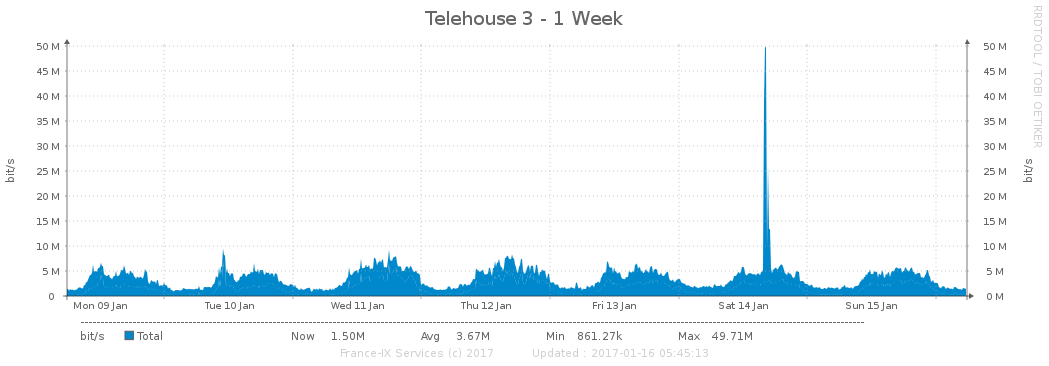 Telehouse 3 - 1 Week
RRDTOOL / TOBI OETIKER
50 M 50 M
45 M 45 M
40 M 40 M
35 M 35 M
30 M 30 M
25 M 25 M
20 M 20 M
15 M 15 M
10 M 10 M
5 M 5 M
0 0 M
bit/s bit/s
Mon 09 Jan Tue 10 Jan Wed 11 Jan Thu 12 Jan Fri 13 Jan Sat 14 Jan Sun 15 Jan
bit/s Total Now 1.50M Avg 3.67M Min 861.27k Max 49.71M
France-IX Services (c) 2017 Updated : 2017-01-16 05:45:13